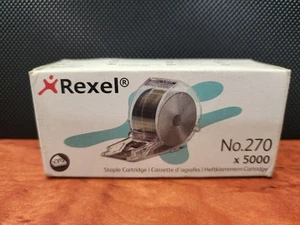 Rexel®
No.270
x 5000
Staple Cartridge | Cassette d'agrafes | Heftklammern-Cartridge